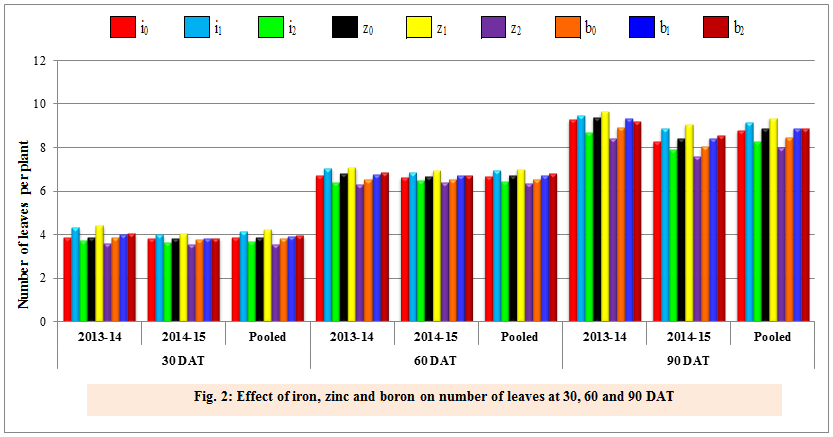 i0 i1 i2 z0 z1 z2 b0 b1 b2
Number of leaves per plant
12
10
8
6
4
2
0
2013-14 2014-15 Pooled 2013-14 2014-15 Pooled 2013-14 2014-15 Pooled
30 DAT 60 DAT 90 DAT
Fig. 2: Effect of iron, zinc and boron on number of leaves at 30, 60 and 90 DAT